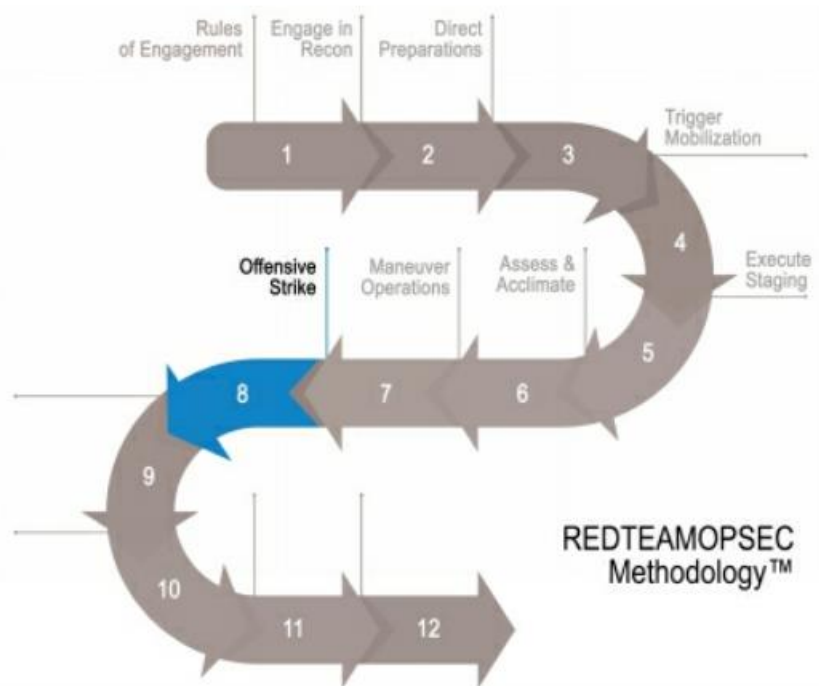 Rules
of Engagement
Engage in
Recon
Direct
Preparations
1
2
3
Trigger
Mobilization
4
Offensive
Strike
Maneuver
Operations
Assess &
Acclimate
Execute
Staging
5
8
7
6
9
REDTEAMOPSEC
Methodology™
10
11
12